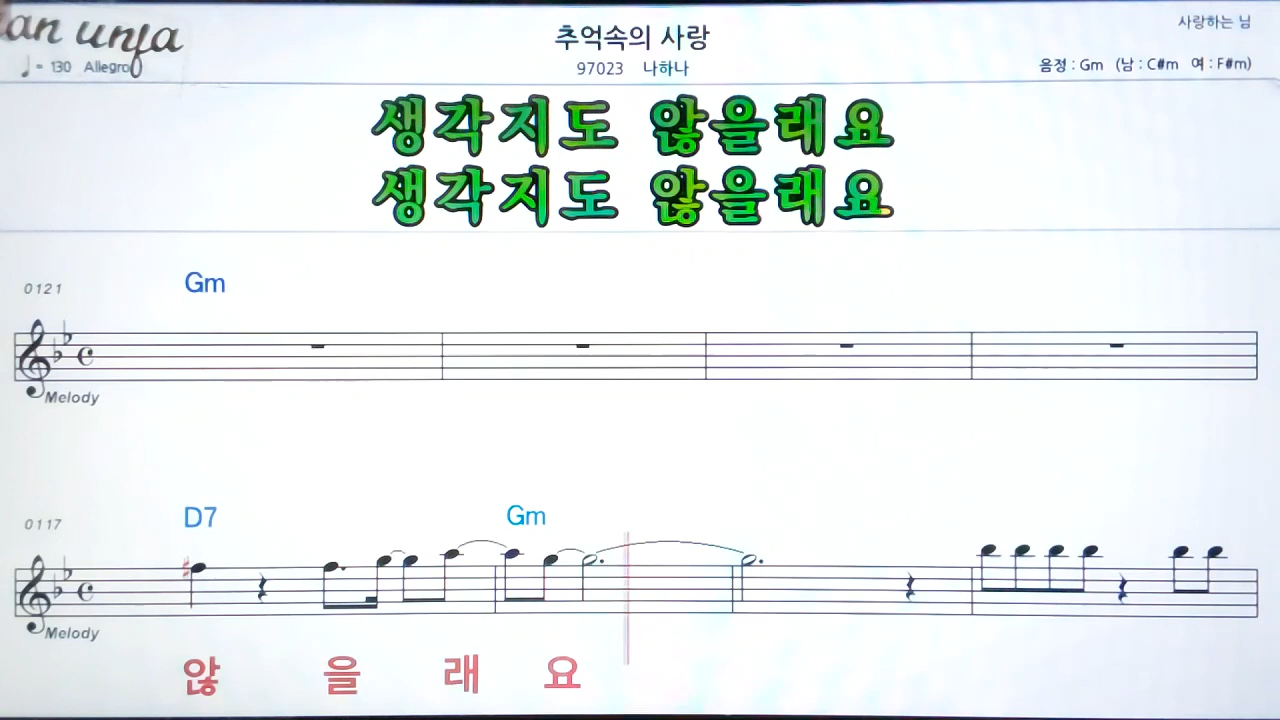 추억속의 사랑
사랑하는 님
♩ = 130 Allegro
97023 나하나
음정 : Gm (남 : C#m 여 : F#m)
생각지도 않을래요
생각지도 않을래요
0121
Gm
Melody
0117
D7 Gm
Melody
않 을 래 요